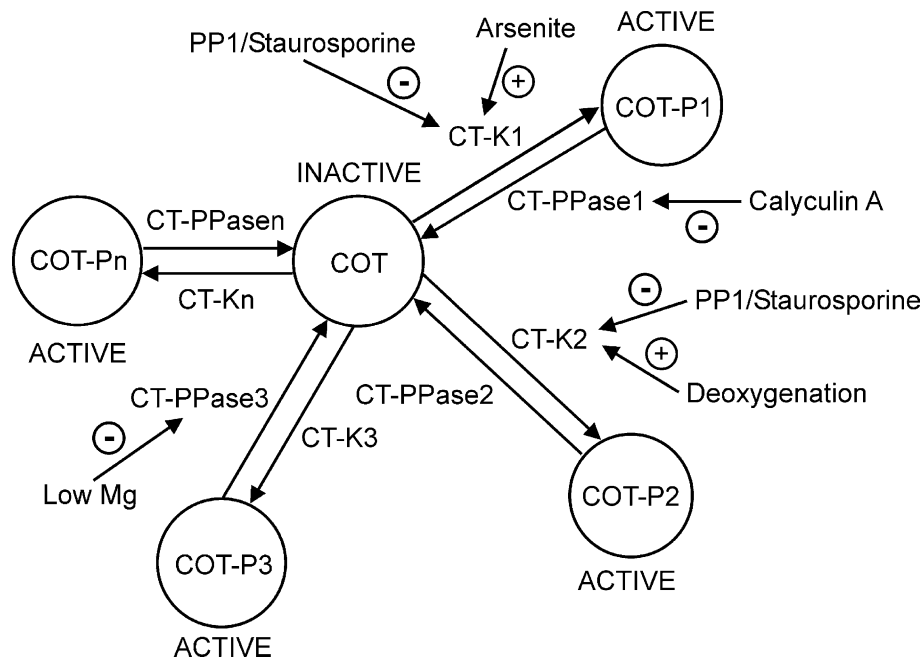 ACTIVE
Arsenite
PP1/Staurosporine
-
+
COT-P1
CT-K1
INACTIVE
CT-PPase1
Calyculin A
-
CT-PPasen
COT-Pn
COT
CT-Kn
-
PP1/Staurosporine
CT-K2
+
ACTIVE
Deoxygenation
CT-PPase3
CT-PPase2
-
CT-K3
Low Mg
COT-P2
COT-P3
ACTIVE
ACTIVE